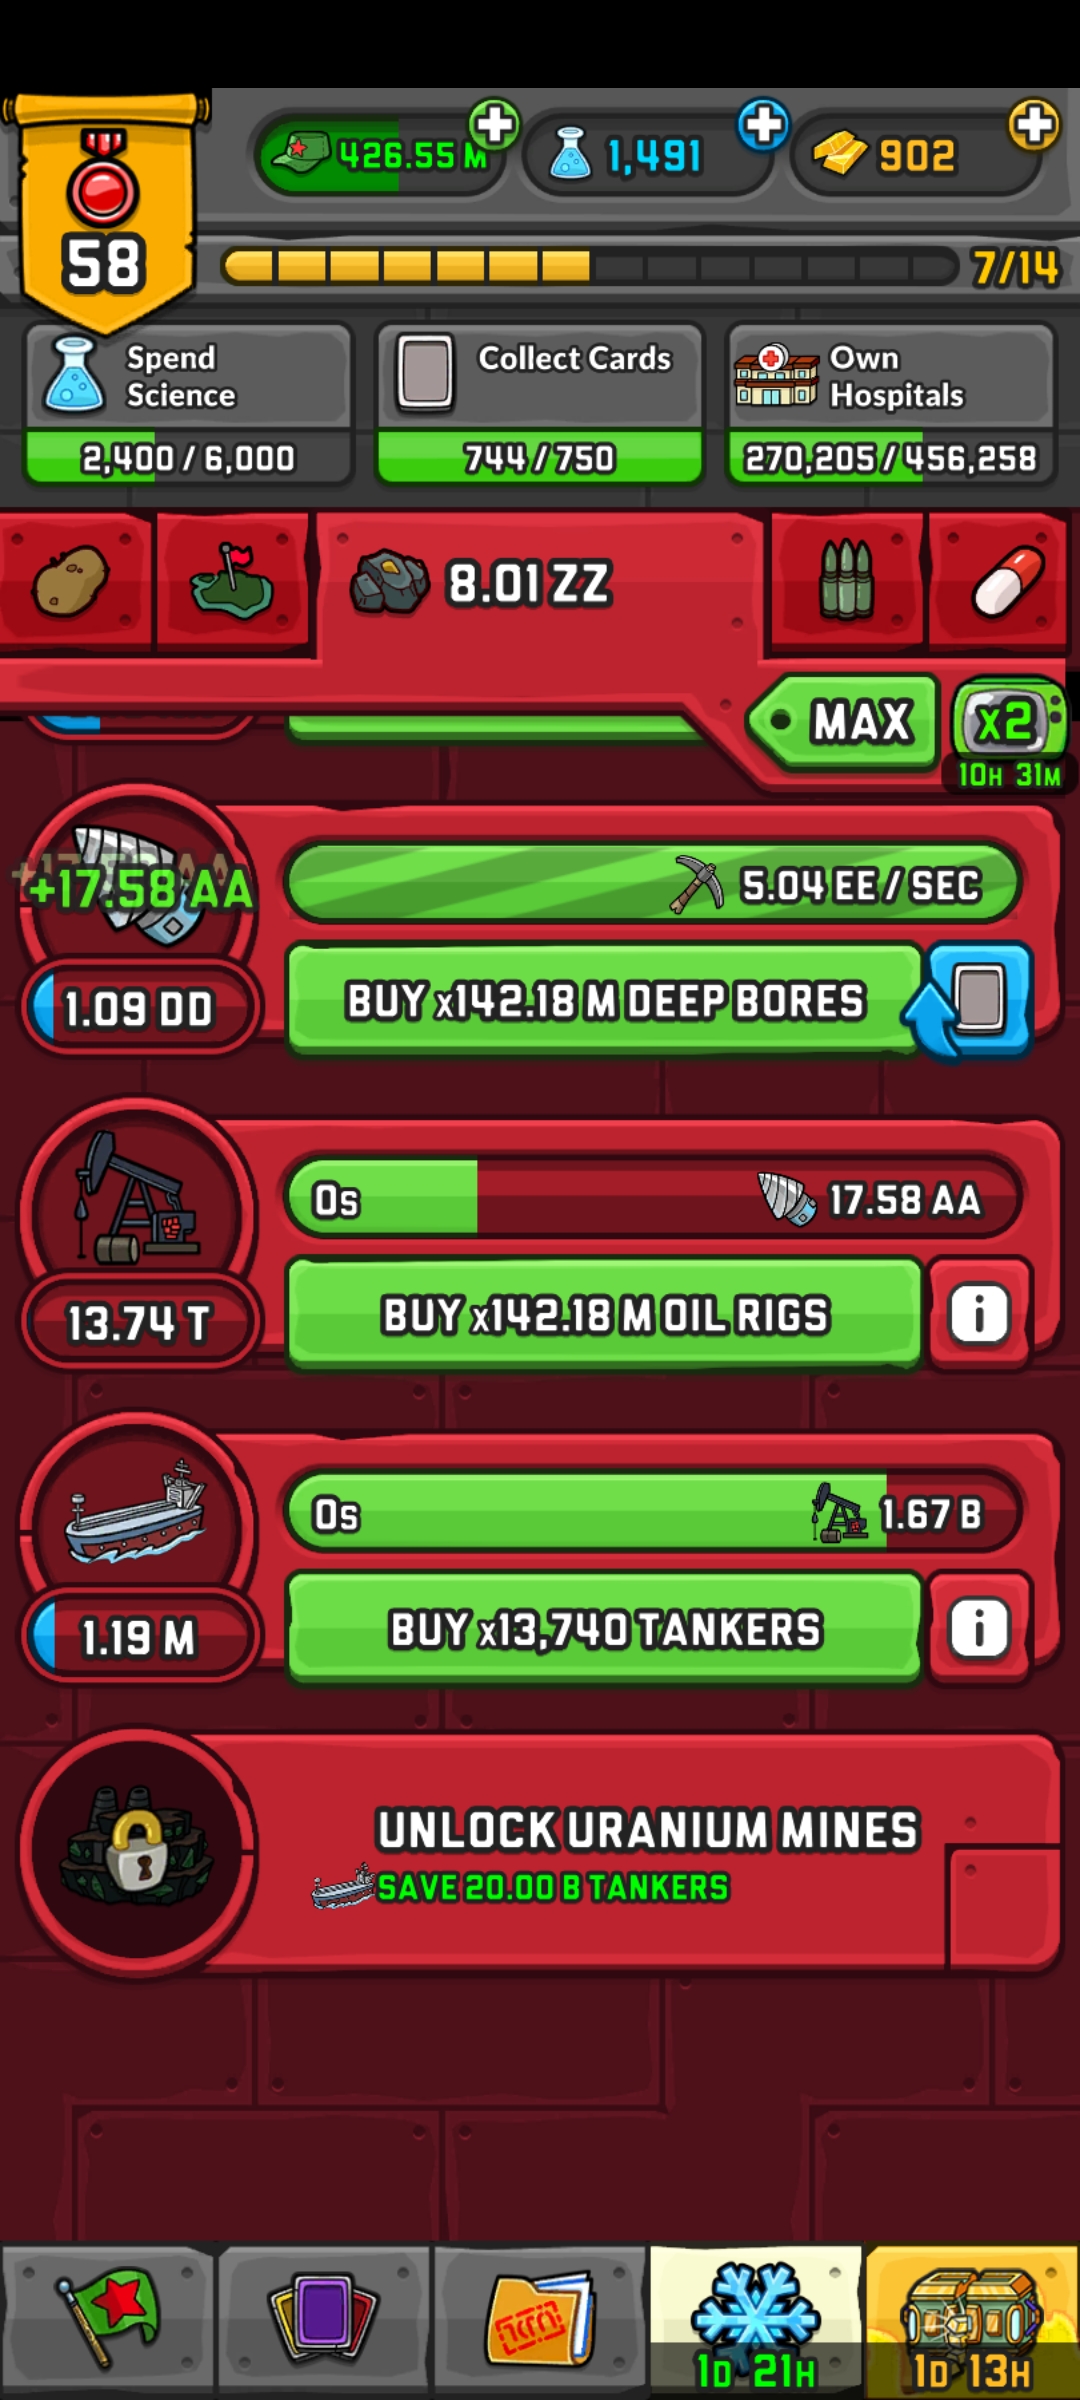 426.55 M
1,491
902
58
7/14
Spend
Science
2,400 / 6,000
Collect Cards
744 / 750
Own
Hospitals
270,205 / 456,258
8.01 ZZ
MAX
x2
10H 31M
+17.58 AA
5.04 EE / SEC
1.09 DD
BUY x142.18 M DEEP BORES
0s
17.58 AA
13.74 T
BUY x142.18 M OIL RIGS
i
0s
1.67 B
1.19 M
BUY x13,740 TANKERS
i
UNLOCK URANIUM MINES
SAVE 20.00 B TANKERS
1D 21H
1D 13H